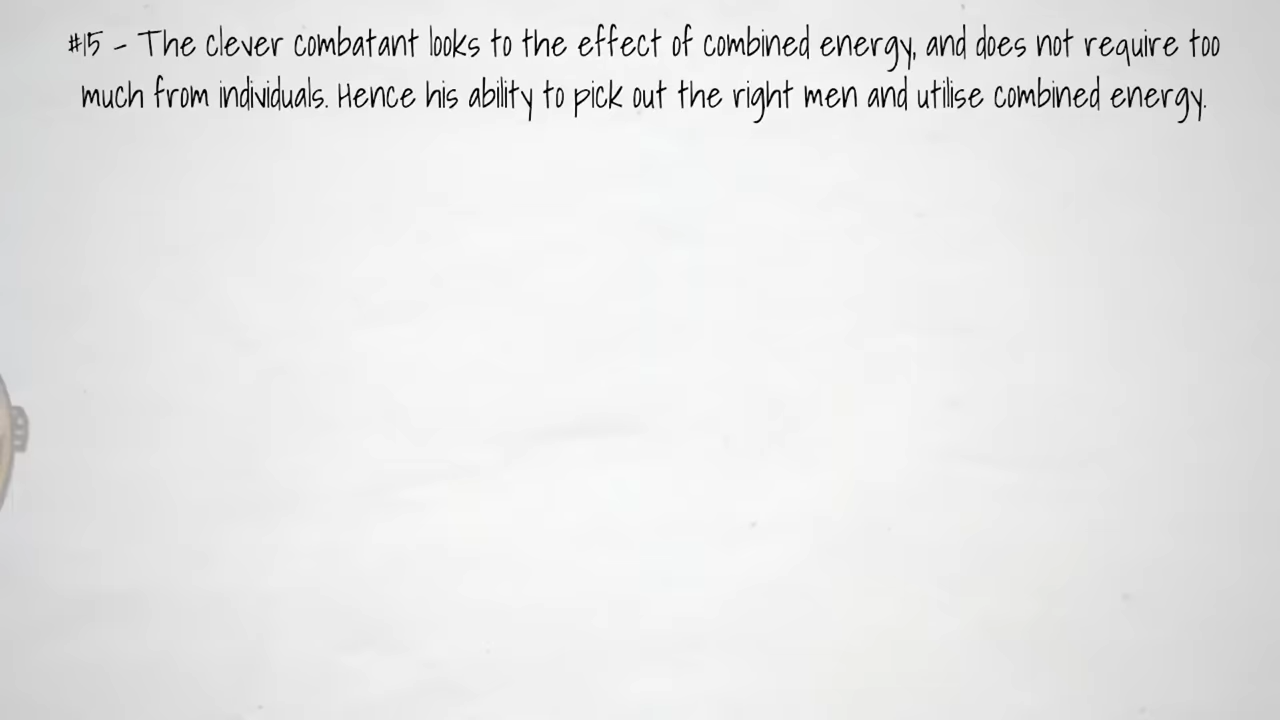 #15 - The clever combatant looks to the effect of combined energy, and does not require too
much from individuals. Hence his ability to pick out the right men and utilise combined energy.